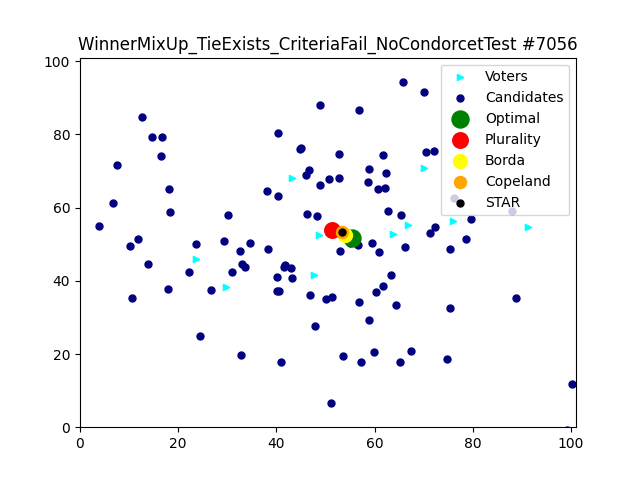 WinnerMixUp_TieExists_CriteriaFail_NoCondorcetTest #7056
100
80
60
40
20
0
0 20 40 60 80 100
Voters
Candidates
Optimal
Plurality
Borda
Copeland
STAR